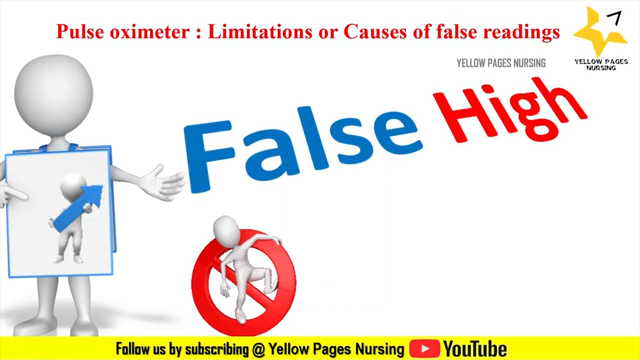 Pulse oximeter : Limitations or Causes of false readings
7
YELLOW PAGES
NURSING
YELLOW PAGES NURSING
False High
Follow us by subscribing @ Yellow Pages Nursing YouTube